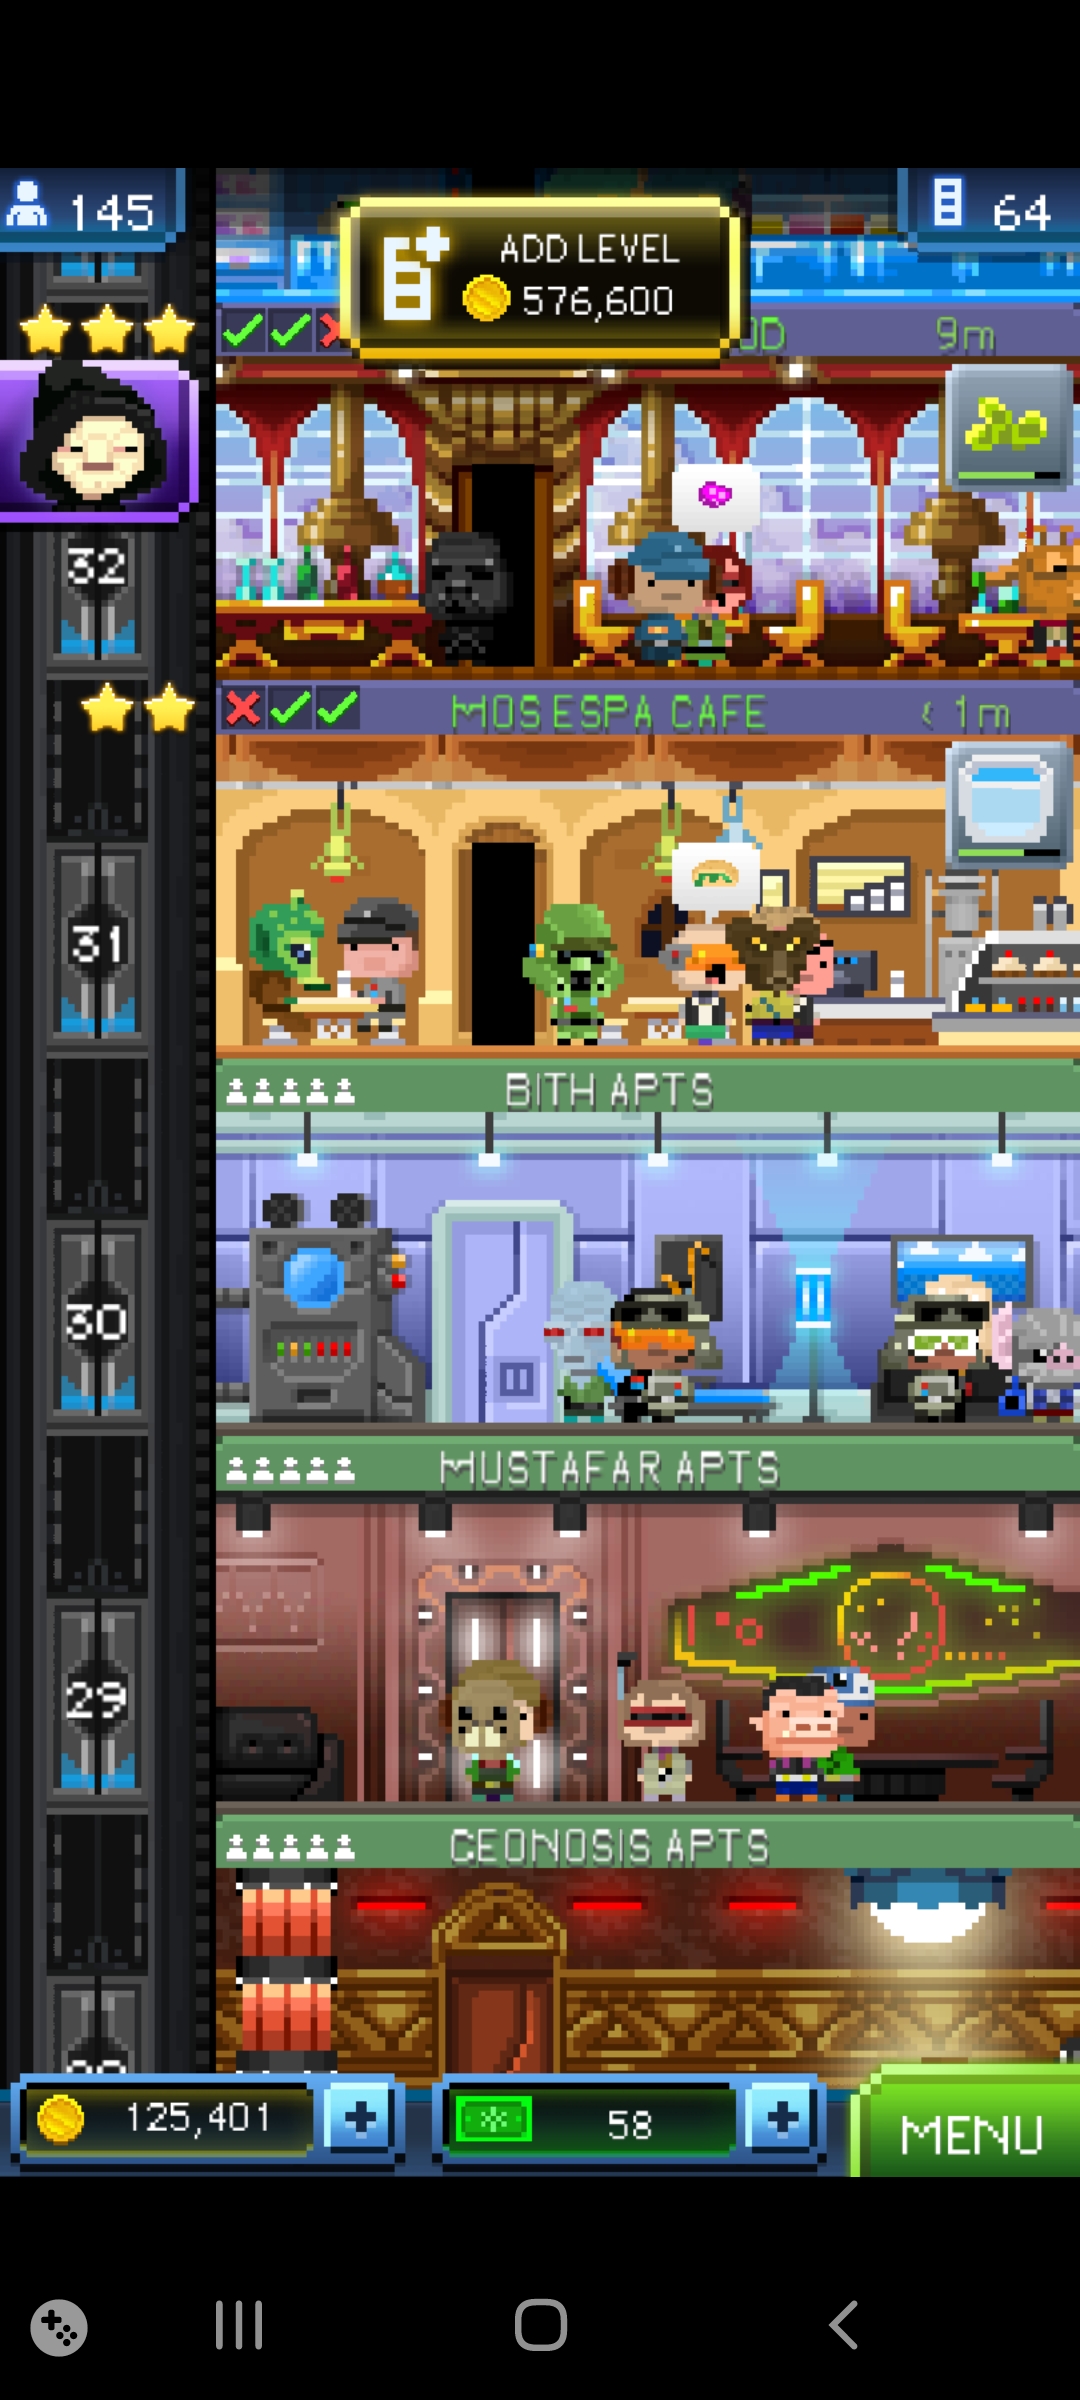 145
ADD LEVEL
576,600
64
9m
32
MOS ESPA CAFE
< 1m
31
BITH APTS
30
MUSTAFAR APTS
29
GEONOSIS APTS
125,401
58
MENU